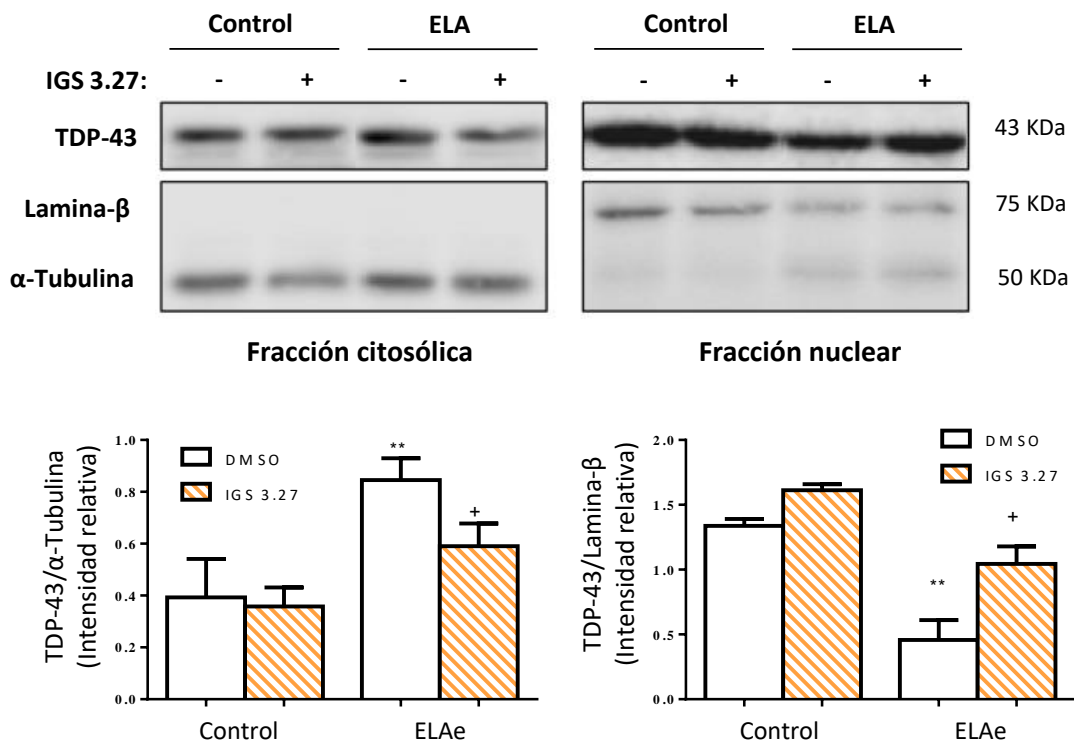 Control ELA Control ELA
IGS 3.27: - + - + - + - +
TDP-43 43 KDa
Lamina-β 75 KDa
α-Tubulina 50 KDa
Fracción citosólica Fracción nuclear
TDP-43/α-Tubulina
(Intensidad relativa)
1.0
0.8
0.6
0.4
0.2
0.0
DMSO
IGS 3.27
**
+
Control ELAe
TDP-43/Lamina-β
(Intensidad relativa)
2.0
1.5
1.0
0.5
0.0
DMSO
IGS 3.27
**
+
Control ELAe